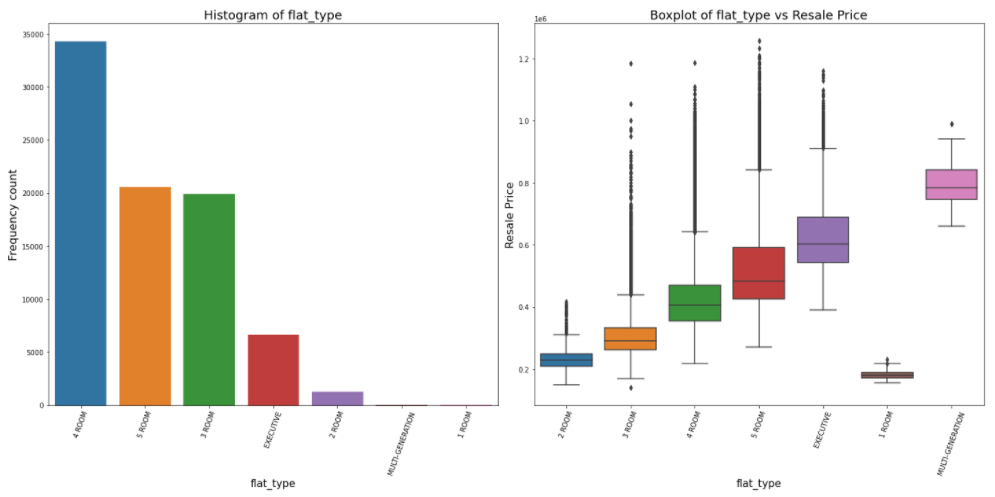 Histogram of flat_type
Frequency count
35000
30000
25000
20000
15000
10000
5000
0
4 ROOM
5 ROOM
3 ROOM
EXECUTIVE
2 ROOM
MULTI-GENERATION
1 ROOM
flat_type
Boxplot of flat_type vs Resale Price
1e6
Resale Price
1.2
1.0
0.8
0.6
0.4
0.2
2 ROOM
3 ROOM
4 ROOM
5 ROOM
EXECUTIVE
1 ROOM
MULTI-GENERATION
flat_type